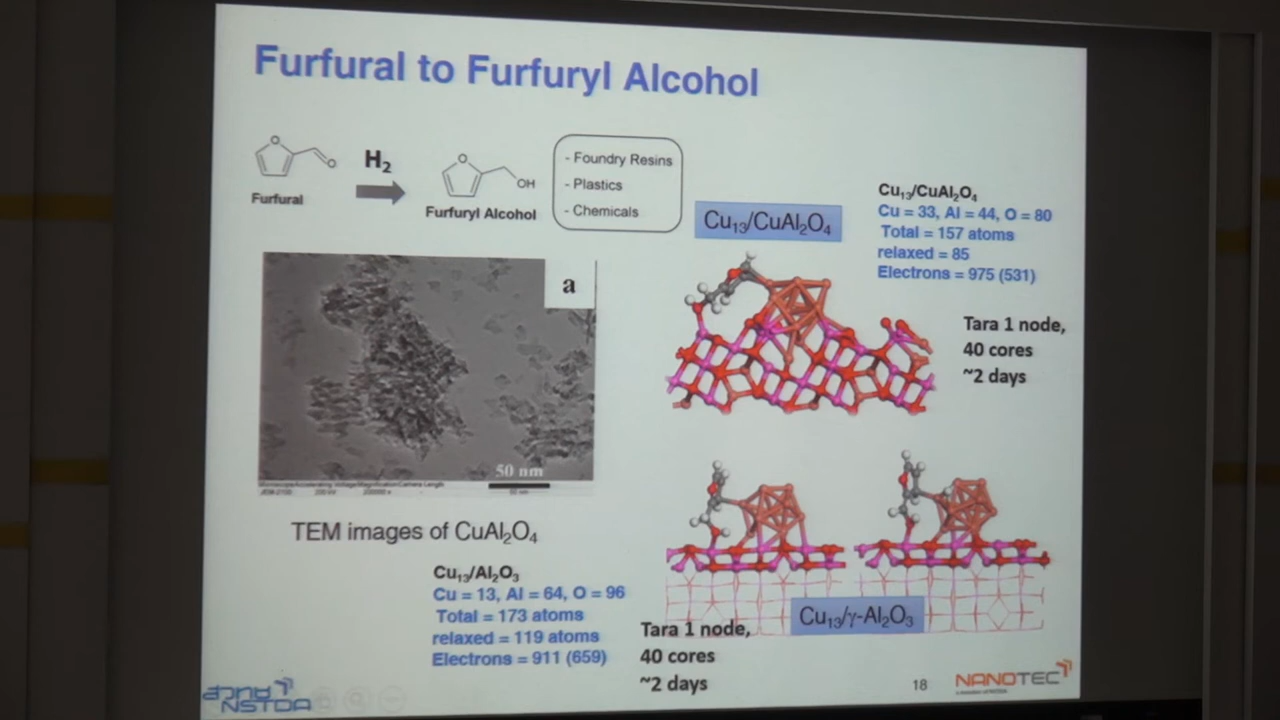 Furfural to Furfuryl Alcohol
O
O
Furfural
H₂
O
OH
Furfuryl Alcohol
- Foundry Resins
- Plastics
- Chemicals
Cu₁₃/CuAl₂O₄
Cu₁₃/CuAl₂O₄
Cu = 33, Al = 44, O = 80
Total = 157 atoms
relaxed = 85
Electrons = 975 (531)
Tara 1 node,
40 cores
~2 days
a
50 nm
TEM images of CuAl₂O₄
Cu₁₃/Al₂O₃
Cu = 13, Al = 64, O = 96
Total = 173 atoms
relaxed = 119 atoms
Electrons = 911 (659)
Tara 1 node,
40 cores
~2 days
Cu₁₃/γ-Al₂O₃
NSTDA
18
NANOTEC